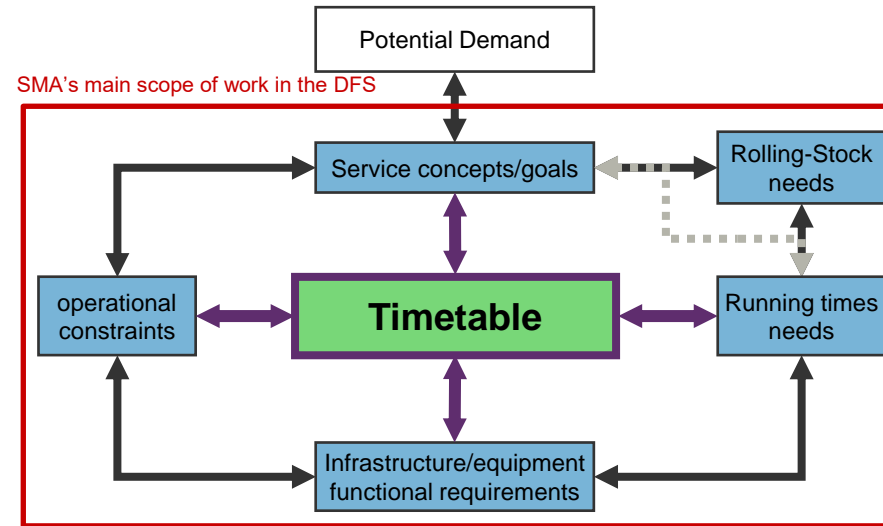 Potential Demand
SMA's main scope of work in the DFS
Service concepts/goals
Rolling-Stock
needs
operational
constraints
Timetable
Running times
needs
Infrastructure/equipment
functional requirements